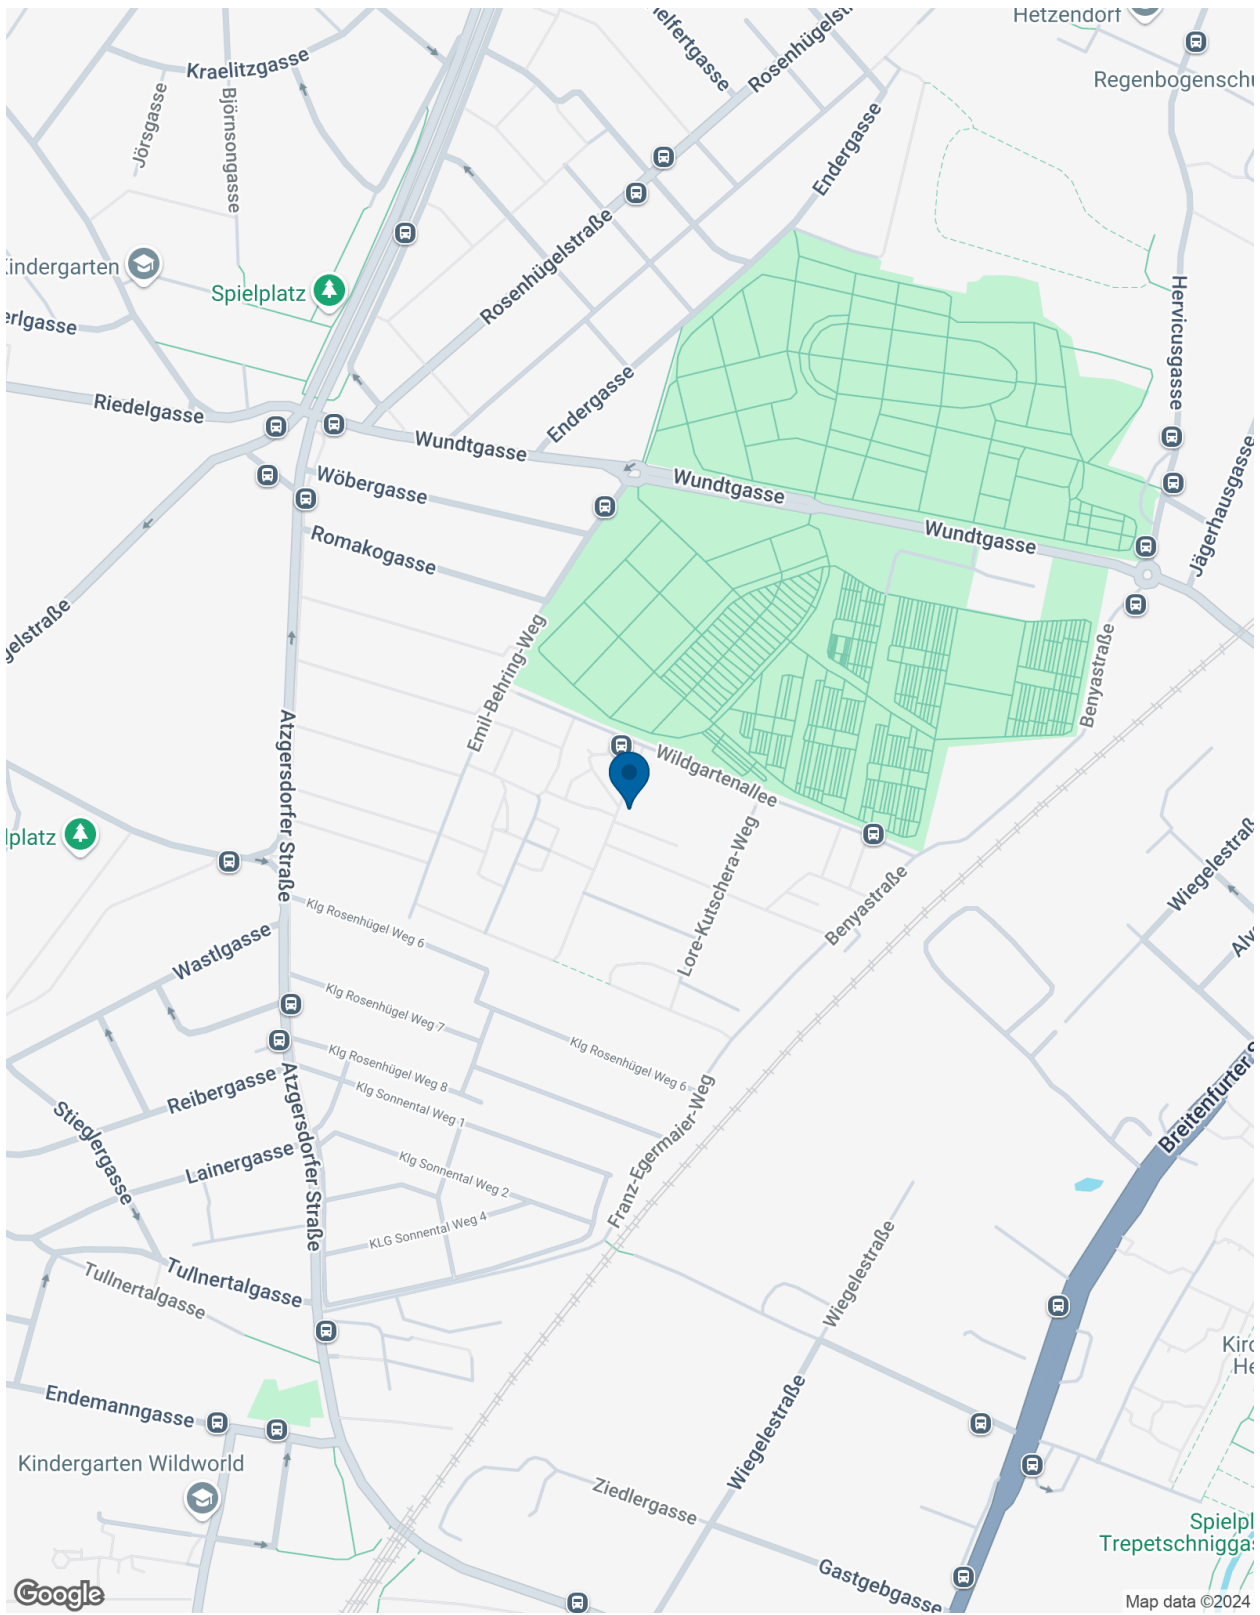 Hetzendorf
Regenbogenschu
elfertgasse
Rosenhügelst
Kraelitzgasse
Jörsgasse
Björnsongasse
Endergasse
Kindergarten
Spielplatz
Rosenhügelstraße
Hervicusgasse
erlgasse
Riedelgasse
Endergasse
Wundtgasse
Wöbergasse
Wundtgasse
Wundtgasse
Jägerhausgasse
Romakogasse
gelstraße
Emil-Behring-Weg
Benyastraße
Atzgersdorfer Straße
Wildgartenallee
lplatz
Lore-Kutschera-Weg
Wiegelestraß
Benyastraße
Klg Rosenhügel Weg 6
Wastlgasse
Alv
Klg Rosenhügel Weg 7
Klg Rosenhügel Weg 6
Klg Rosenhügel Weg 8
Reibergasse
Klg Sonnental Weg 1
Stieglergasse
Atzgersdorfer Straße
Breitenfurter S
Lainergasse
Klg Sonnental Weg 2
Franz-Egermaier-Weg
KLG Sonnental Weg 4
Tullnertalgasse
Tullnertalgasse
Wiegelestraße
Kirc
He
Endemanngasse
Wiegelestraße
Kindergarten Wildworld
Ziedlergasse
Spielpl
Trepetschniggas
Gastgebgasse
Google
Map data ©2024